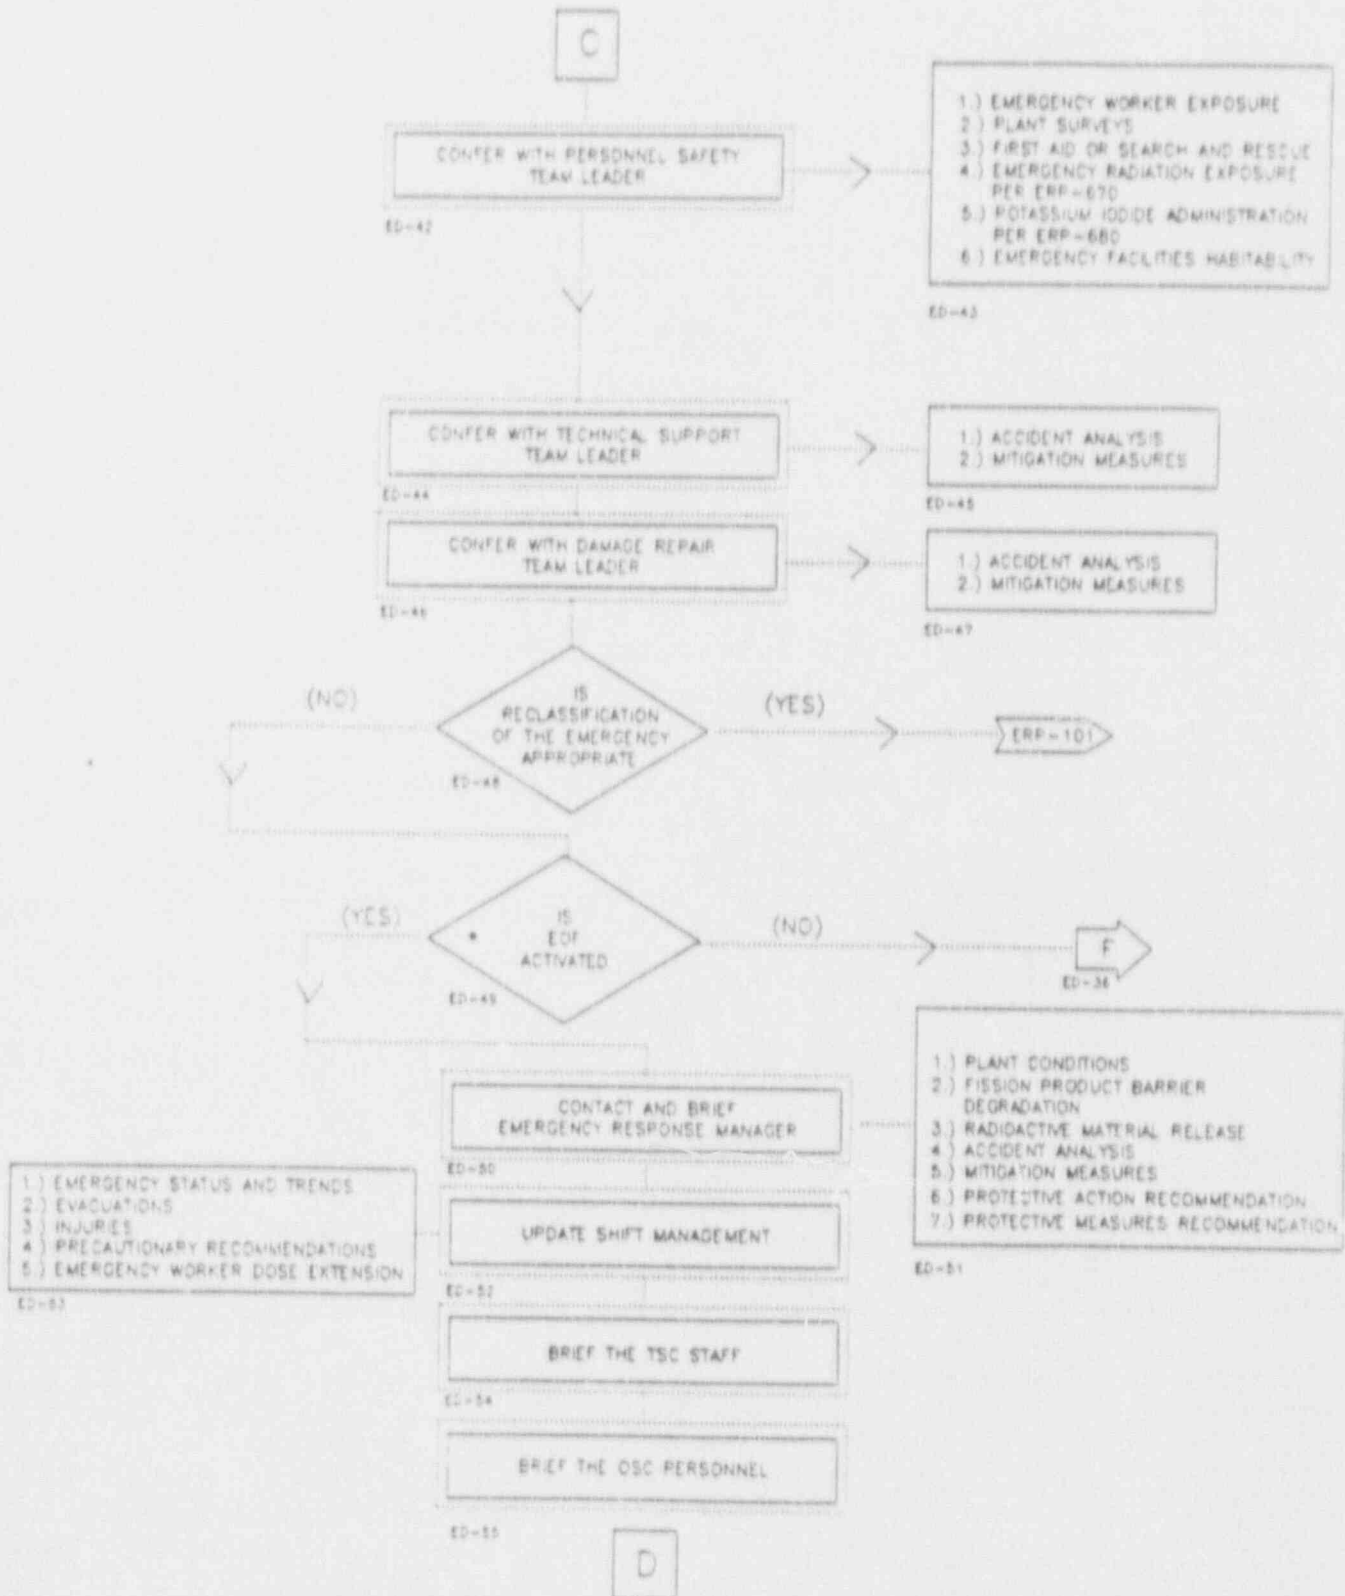 C
CONFER WITH PERSONNEL SAFETY
TEAM LEADER
ED-42
1.) EMERGENCY WORKER EXPOSURE
2.) PLANT SURVEYS
3.) FIRST AID OR SEARCH AND RESCUE
4.) EMERGENCY RADIATION EXPOSURE
PER ERP-670
5.) POTASSIUM IODIDE ADMINISTRATION
PER ERP-680
6.) EMERGENCY FACILITIES HABITABILITY
ED-43
CONFER WITH TECHNICAL SUPPORT
TEAM LEADER
ED-44
1.) ACCIDENT ANALYSIS
2.) MITIGATION MEASURES
ED-45
CONFER WITH DAMAGE REPAIR
TEAM LEADER
ED-46
1.) ACCIDENT ANALYSIS
2.) MITIGATION MEASURES
ED-47
(NO)
IS
RECLASSIFICATION
OF THE EMERGENCY
APPROPRIATE
ED-48
(YES)
ERP-101
(YES)
* IS
EOF
ACTIVATED
ED-49
(NO)
F
ED-36
CONTACT AND BRIEF
EMERGENCY RESPONSE MANAGER
ED-50
1.) PLANT CONDITIONS
2.) FISSION PRODUCT BARRIER
DEGRADATION
3.) RADIOACTIVE MATERIAL RELEASE
4.) ACCIDENT ANALYSIS
5.) MITIGATION MEASURES
6.) PROTECTIVE ACTION RECOMMENDATION
7.) PROTECTIVE MEASURES RECOMMENDATION
ED-51
1.) EMERGENCY STATUS AND TRENDS
2.) EVACUATIONS
3.) INJURIES
4.) PRECAUTIONARY RECOMMENDATIONS
5.) EMERGENCY WORKER DOSE EXTENSION
ED-53
UPDATE SHIFT MANAGEMENT
ED-52
BRIEF THE TSC STAFF
ED-54
BRIEF THE OSC PERSONNEL
ED-55
D